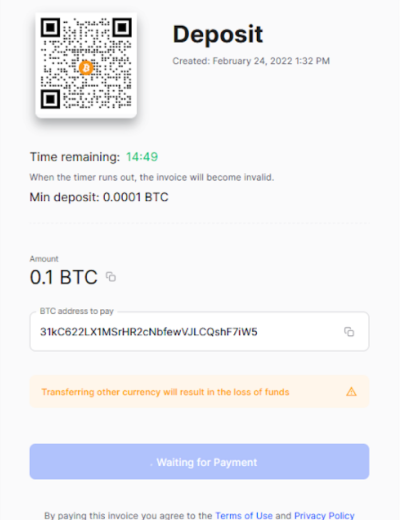 Deposit
Created: February 24, 2022 1:32 PM
Time remaining: 14:49
When the timer runs out, the invoice will become invalid.
Min deposit: 0.0001 BTC
Amount
0.1 BTC
BTC address to pay
31kC622LX1MSrHR2cNbfewVJLCQshF7iW5
Transferring other currency will result in the loss of funds
. Waiting for Payment
By paying this invoice you agree to the Terms of Use and Privacy Policy